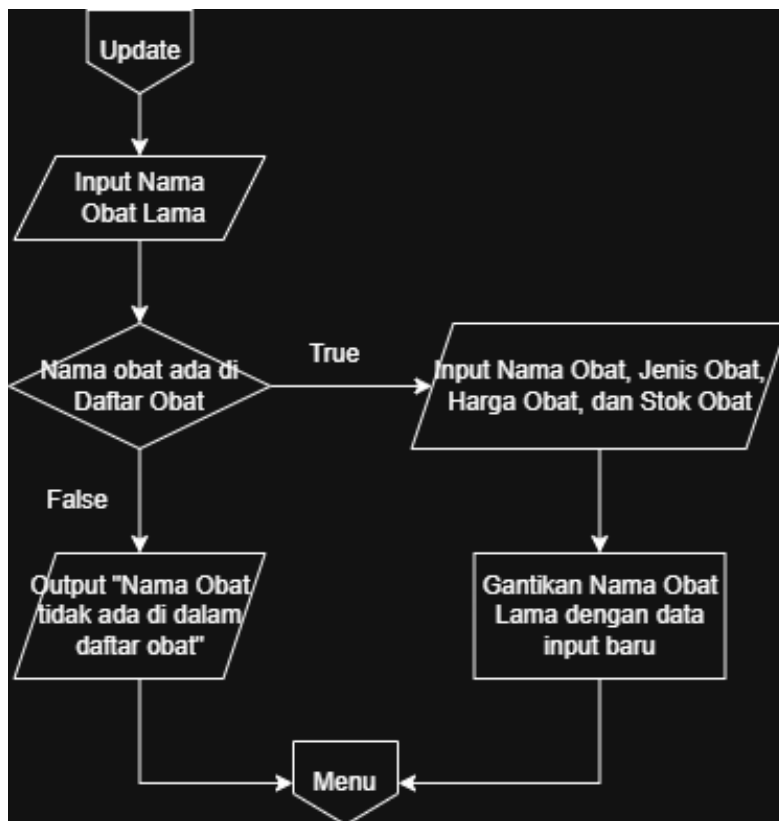 Update
Input Nama
Obat Lama
Nama obat ada di
Daftar Obat
True
Input Nama Obat, Jenis Obat,
Harga Obat, dan Stok Obat
False
Output "Nama Obat
tidak ada di dalam
daftar obat"
Gantikan Nama Obat
Lama dengan data
input baru
Menu